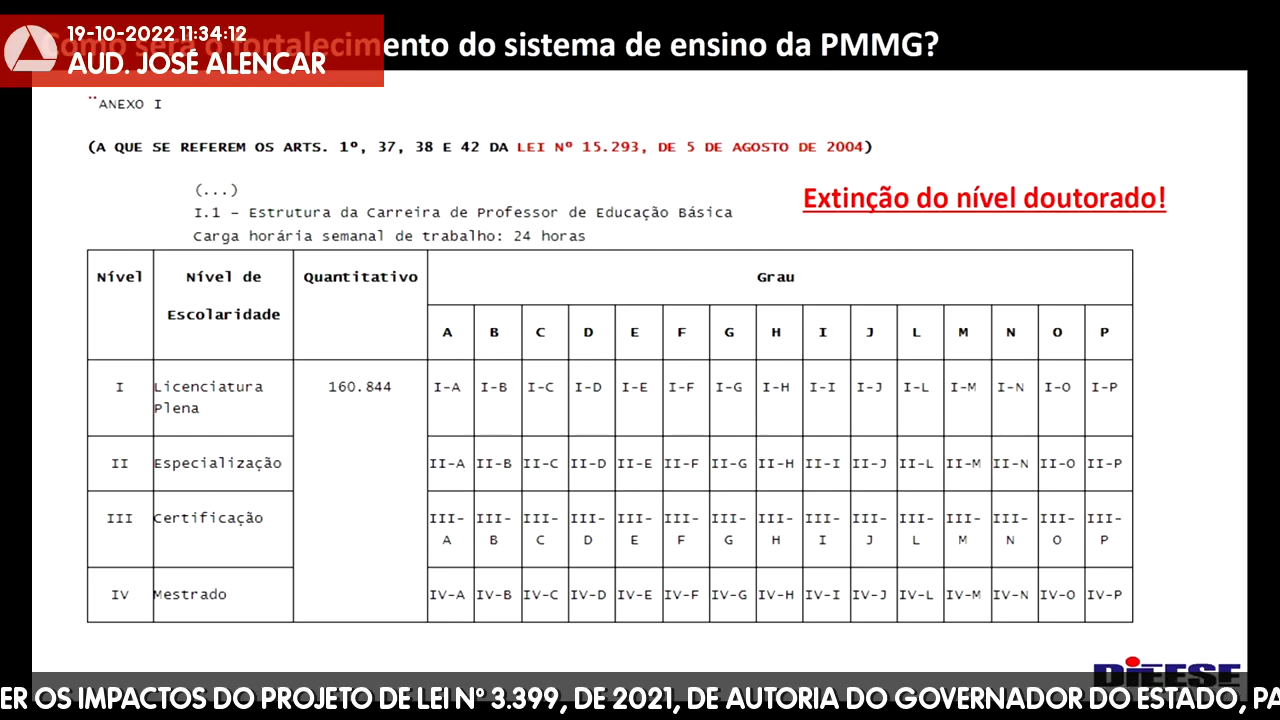 19-10-2022 11:34:12
AUD. JOSÉ ALENCAR
Como será o fortalecimento do sistema de ensino da PMMG?
¨ANEXO I
(A QUE SE REFEREM OS ARTS. 1º, 37, 38 E 42 DA LEI Nº 15.293, DE 5 DE AGOSTO DE 2004)
(...)
Extinção do nível doutorado!
I.1 – Estrutura da Carreira de Professor de Educação Básica
Carga horária semanal de trabalho: 24 horas
Nível Nível de Escolaridade Quantitativo Grau
A B C D E F G H I J L M N O P
I Licenciatura Plena 160.844 I-A I-B I-C I-D I-E I-F I-G I-H I-I I-J I-L I-M I-N I-O I-P
II Especialização II-A II-B II-C II-D II-E II-F II-G II-H II-I II-J II-L II-M II-N II-O II-P
III Certificação III-A III-B III-C III-D III-E III-F III-G III-H III-I III-J III-L III-M III-N III-O III-P
IV Mestrado IV-A IV-B IV-C IV-D IV-E IV-F IV-G IV-H IV-I IV-J IV-L IV-M IV-N IV-O IV-P
DIEESE
ER OS IMPACTOS DO PROJETO DE LEI Nº 3.399, DE 2021, DE AUTORIA DO GOVERNADOR DO ESTADO, PA